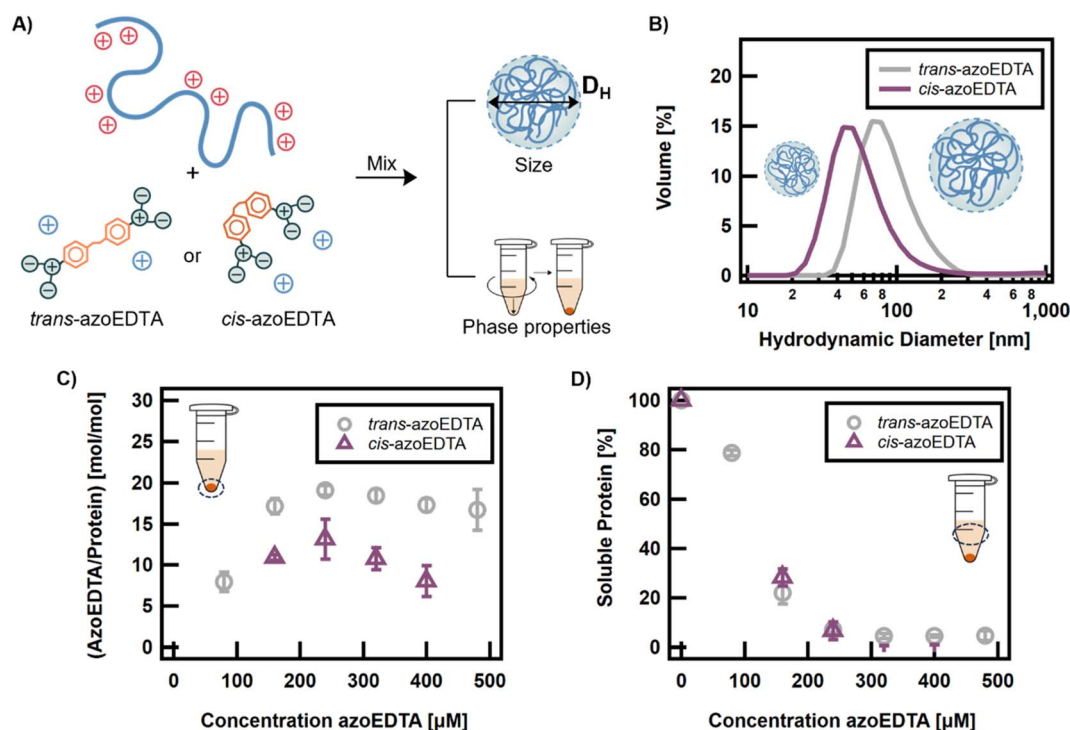 A)
+
trans-azoEDTA
or
cis-azoEDTA
Mix
D_H
Size
Phase properties
B)
Volume [%]
20
15
10
5
0
trans-azoEDTA
cis-azoEDTA
10
2
4
6
8
100
2
4
6
8
1,000
Hydrodynamic Diameter [nm]
C)
(AzoEDTA/Protein) [mol/mol]
30
25
20
15
10
5
0
trans-azoEDTA
cis-azoEDTA
0 100 200 300 400 500
Concentration azoEDTA [µM]
D)
Soluble Protein [%]
100
80
60
40
20
0
trans-azoEDTA
cis-azoEDTA
0 100 200 300 400 500
Concentration azoEDTA [µM]